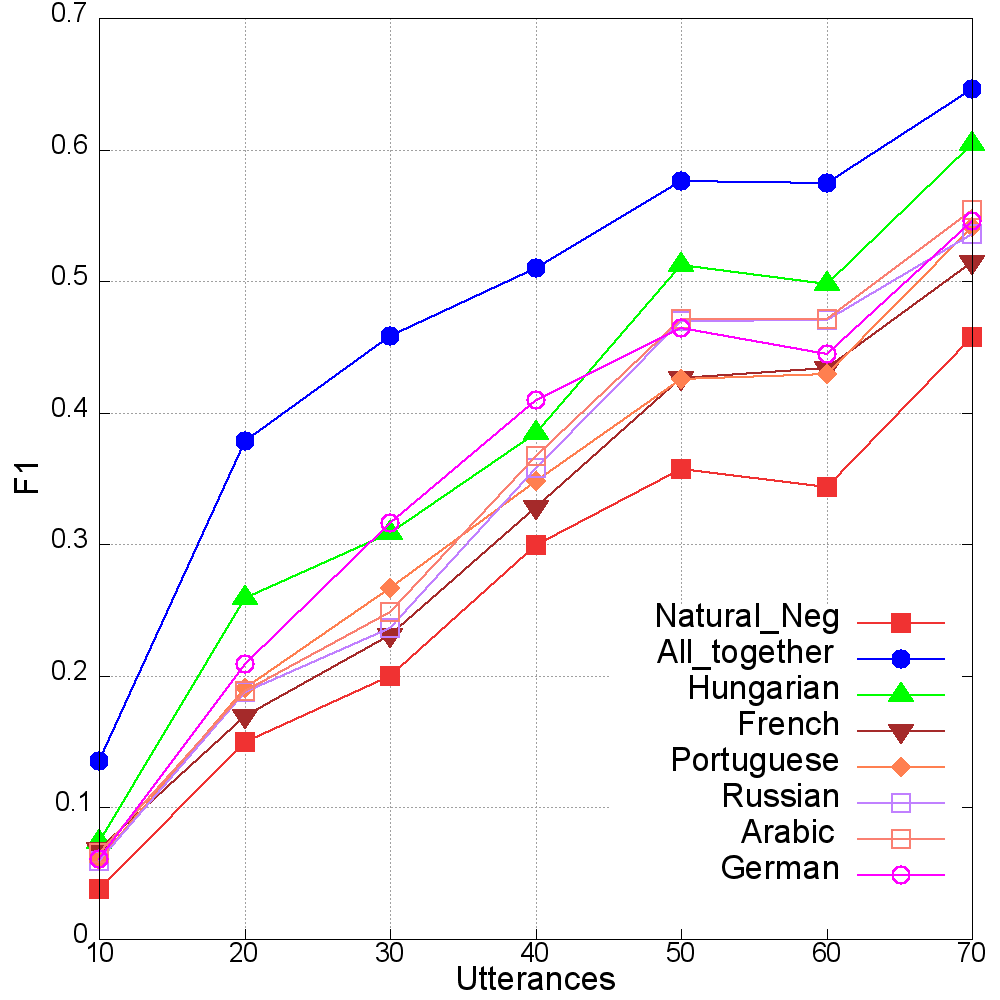 0.7
0.6
0.5
0.4
0.3
0.2
0.1
0
F1
Natural_Neg
All_together
Hungarian
French
Portuguese
Russian
Arabic
German
10 20 30 40 50 60 70
Utterances